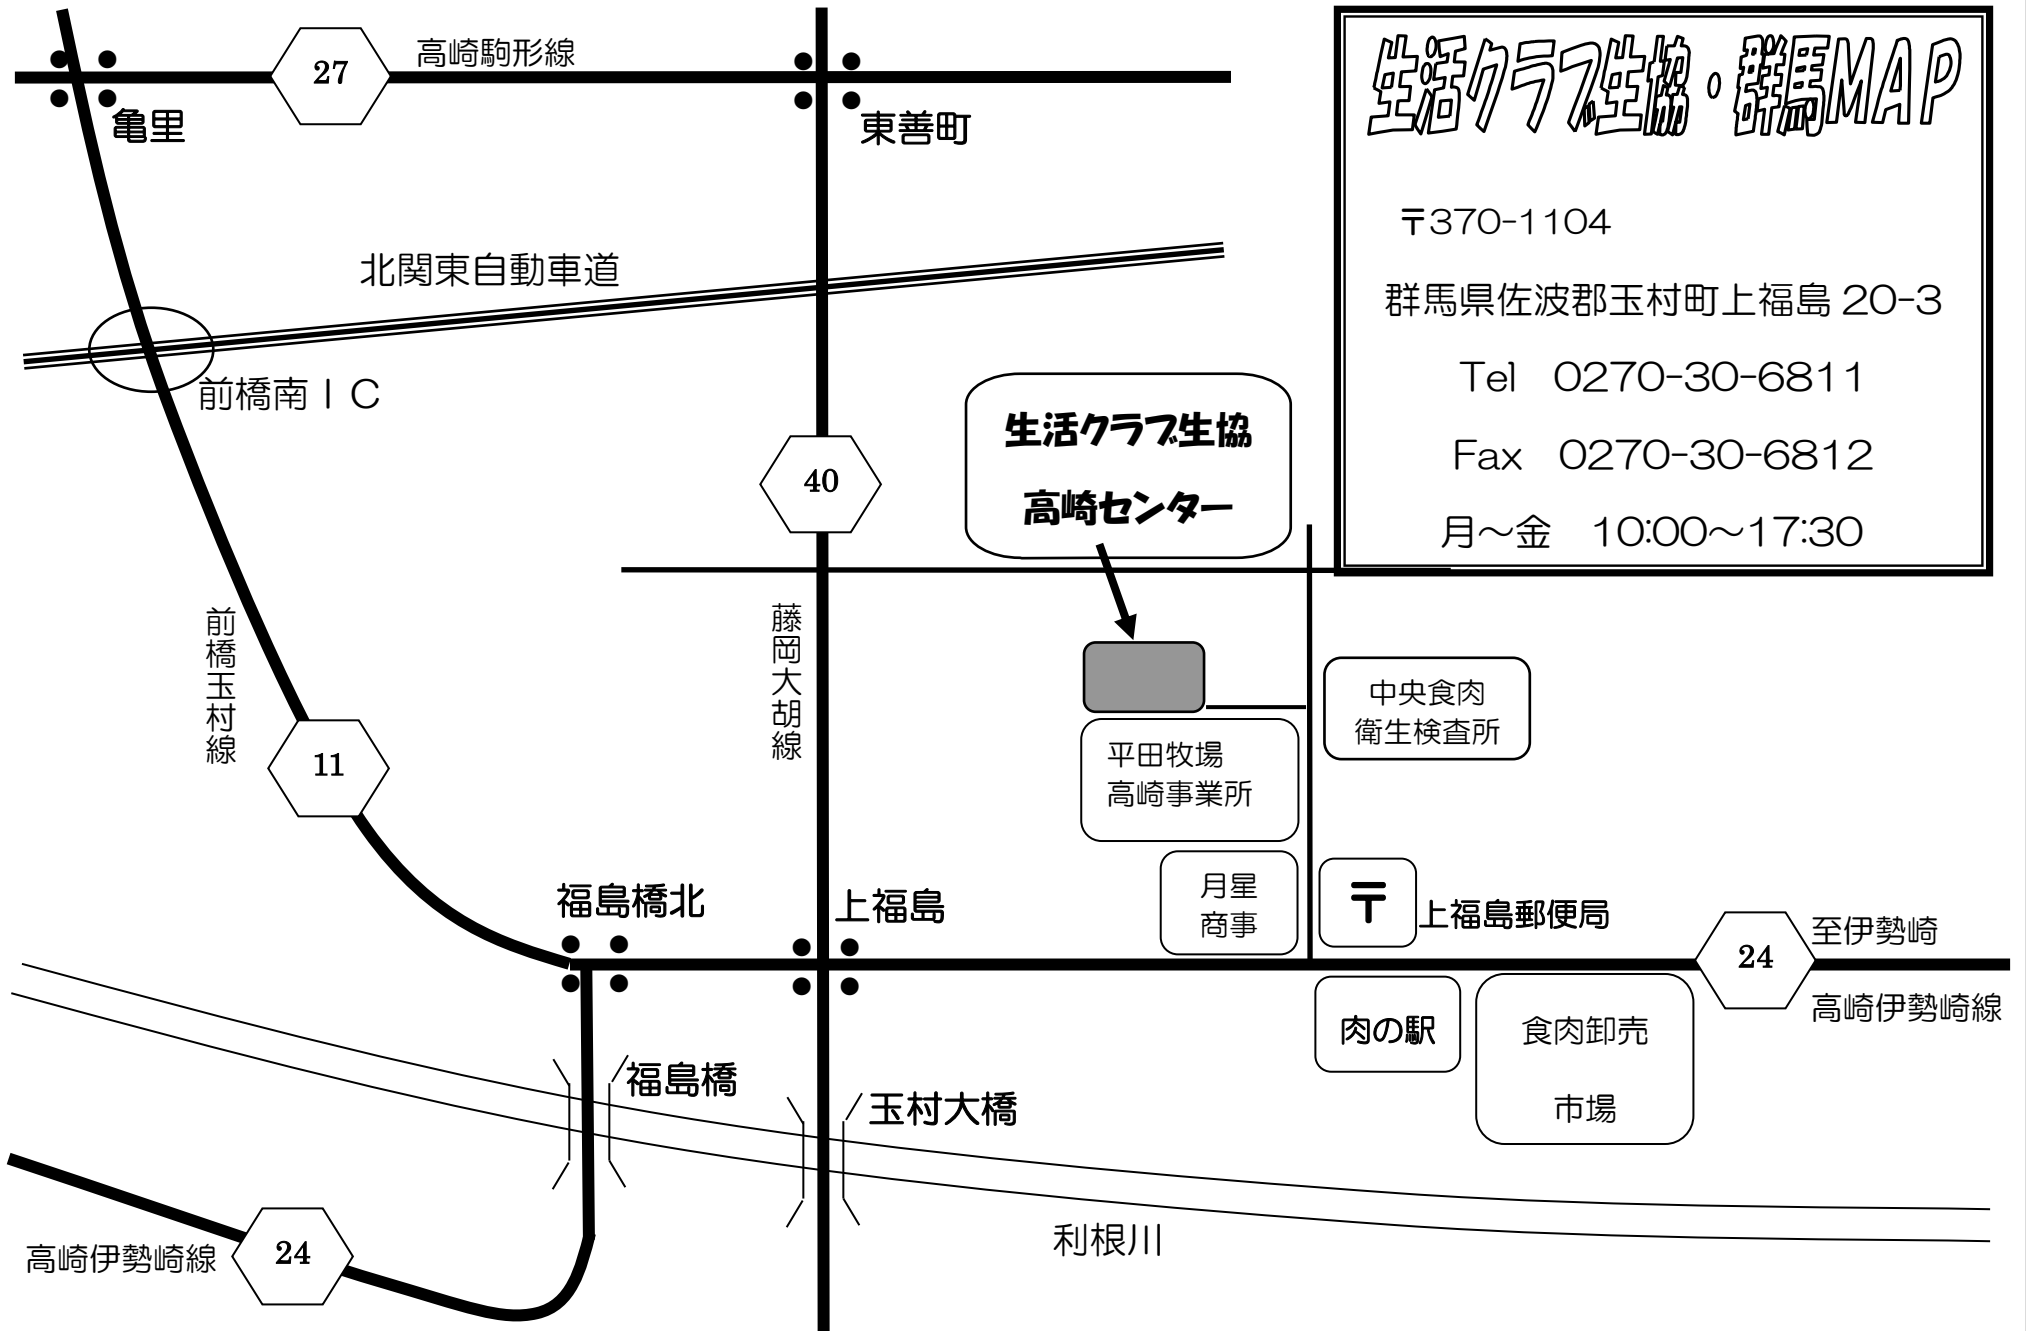 27
高崎駒形線
亀里
東善町
生活クラブ生協・群馬MAP
〒370-1104
群馬県佐波郡玉村町上福島 20-3
Tel　0270-30-6811
Fax　0270-30-6812
月～金　10:00～17:30
北関東自動車道
前橋南ＩＣ
40
生活クラブ生協
高崎センター
前橋玉村線
藤岡大胡線
11
中央食肉
衛生検査所
平田牧場
高崎事業所
月星
商事
〒
上福島郵便局
福島橋北
上福島
24
至伊勢崎
高崎伊勢崎線
肉の駅
食肉卸売
市場
福島橋
玉村大橋
利根川
高崎伊勢崎線
24